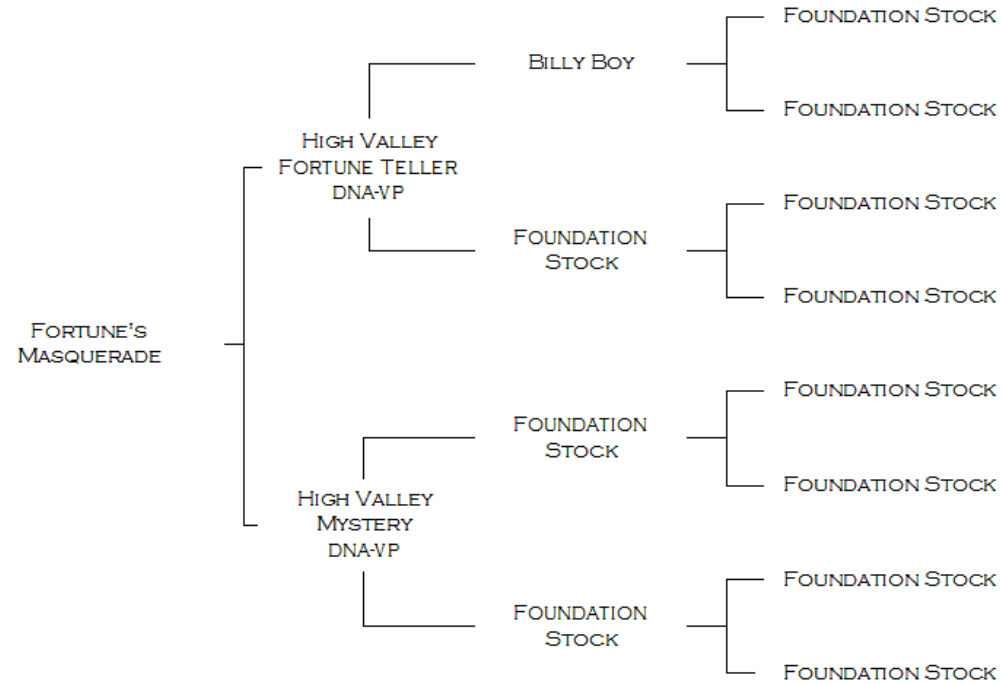 Foundation Stock
Billy Boy
Foundation Stock
High Valley
Fortune Teller
DNA-VP
Foundation Stock
Foundation
Stock
Foundation Stock
Fortune's
Masquerade
Foundation Stock
Foundation
Stock
Foundation Stock
High Valley
Mystery
DNA-VP
Foundation Stock
Foundation
Stock
Foundation Stock